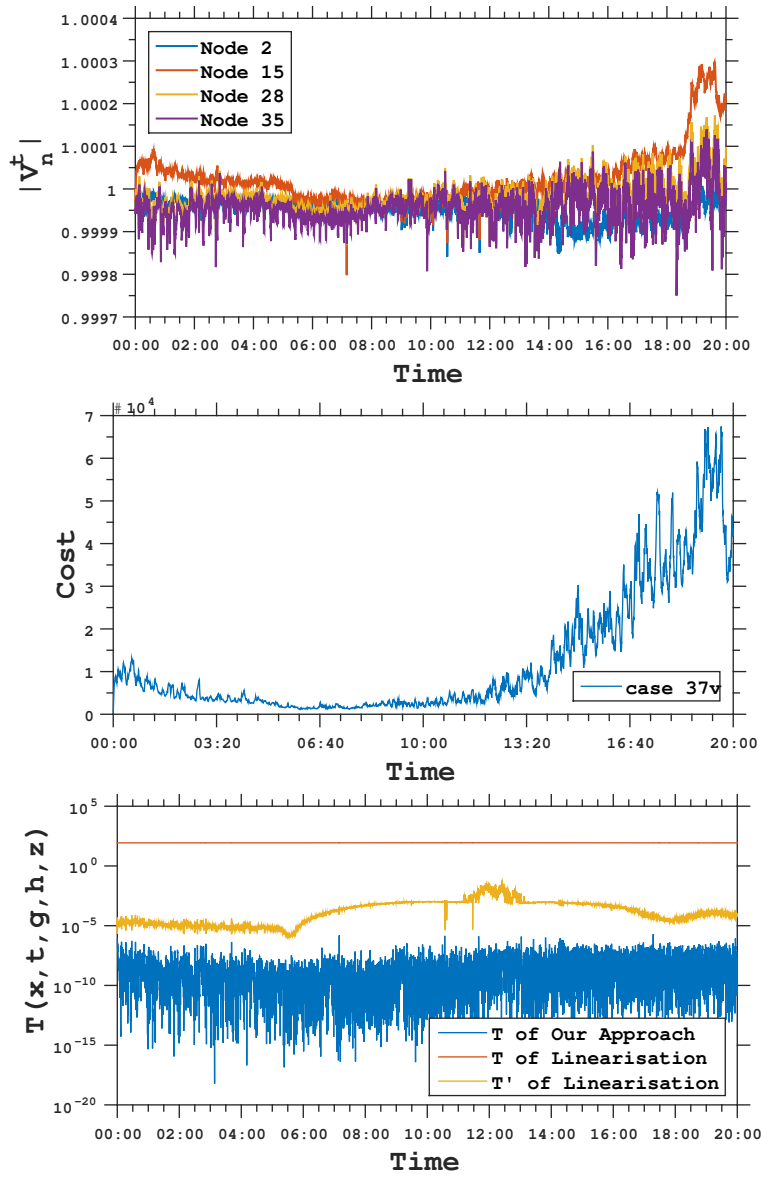 1.0004
1.0003
1.0002
1.0001
1
0.9999
0.9998
0.9997
|V_n^t|
Node 2
Node 15
Node 28
Node 35
00:00 02:00 04:00 06:00 08:00 10:00 12:00 14:00 16:00 18:00 20:00
Time
# 10^4
7
6
5
4
3
2
1
0
Cost
case 37v
00:00 03:20 06:40 10:00 13:20 16:40 20:00
Time
10^5
10^0
10^-5
10^-10
10^-15
10^-20
T(x,t,g,h,z)
T of Our Approach
T of Linearisation
T' of Linearisation
00:00 02:00 04:00 06:00 08:00 10:00 12:00 14:00 16:00 18:00 20:00
Time